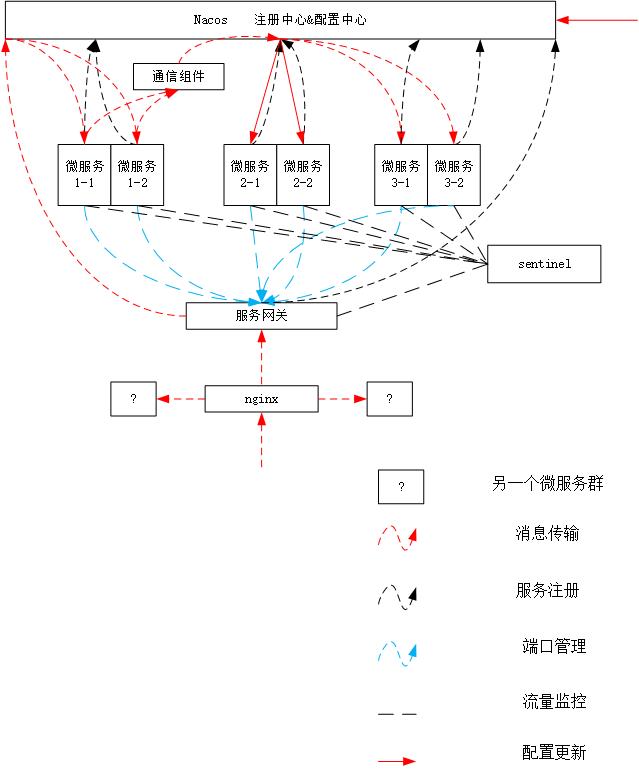 Nacos 注册中心&配置中心
通信组件
微服务
1-1
微服务
1-2
微服务
2-1
微服务
2-2
微服务
3-1
微服务
3-2
sentinel
服务网关
?
nginx
?
?
另一个微服务群
消息传输
服务注册
端口管理
流量监控
配置更新